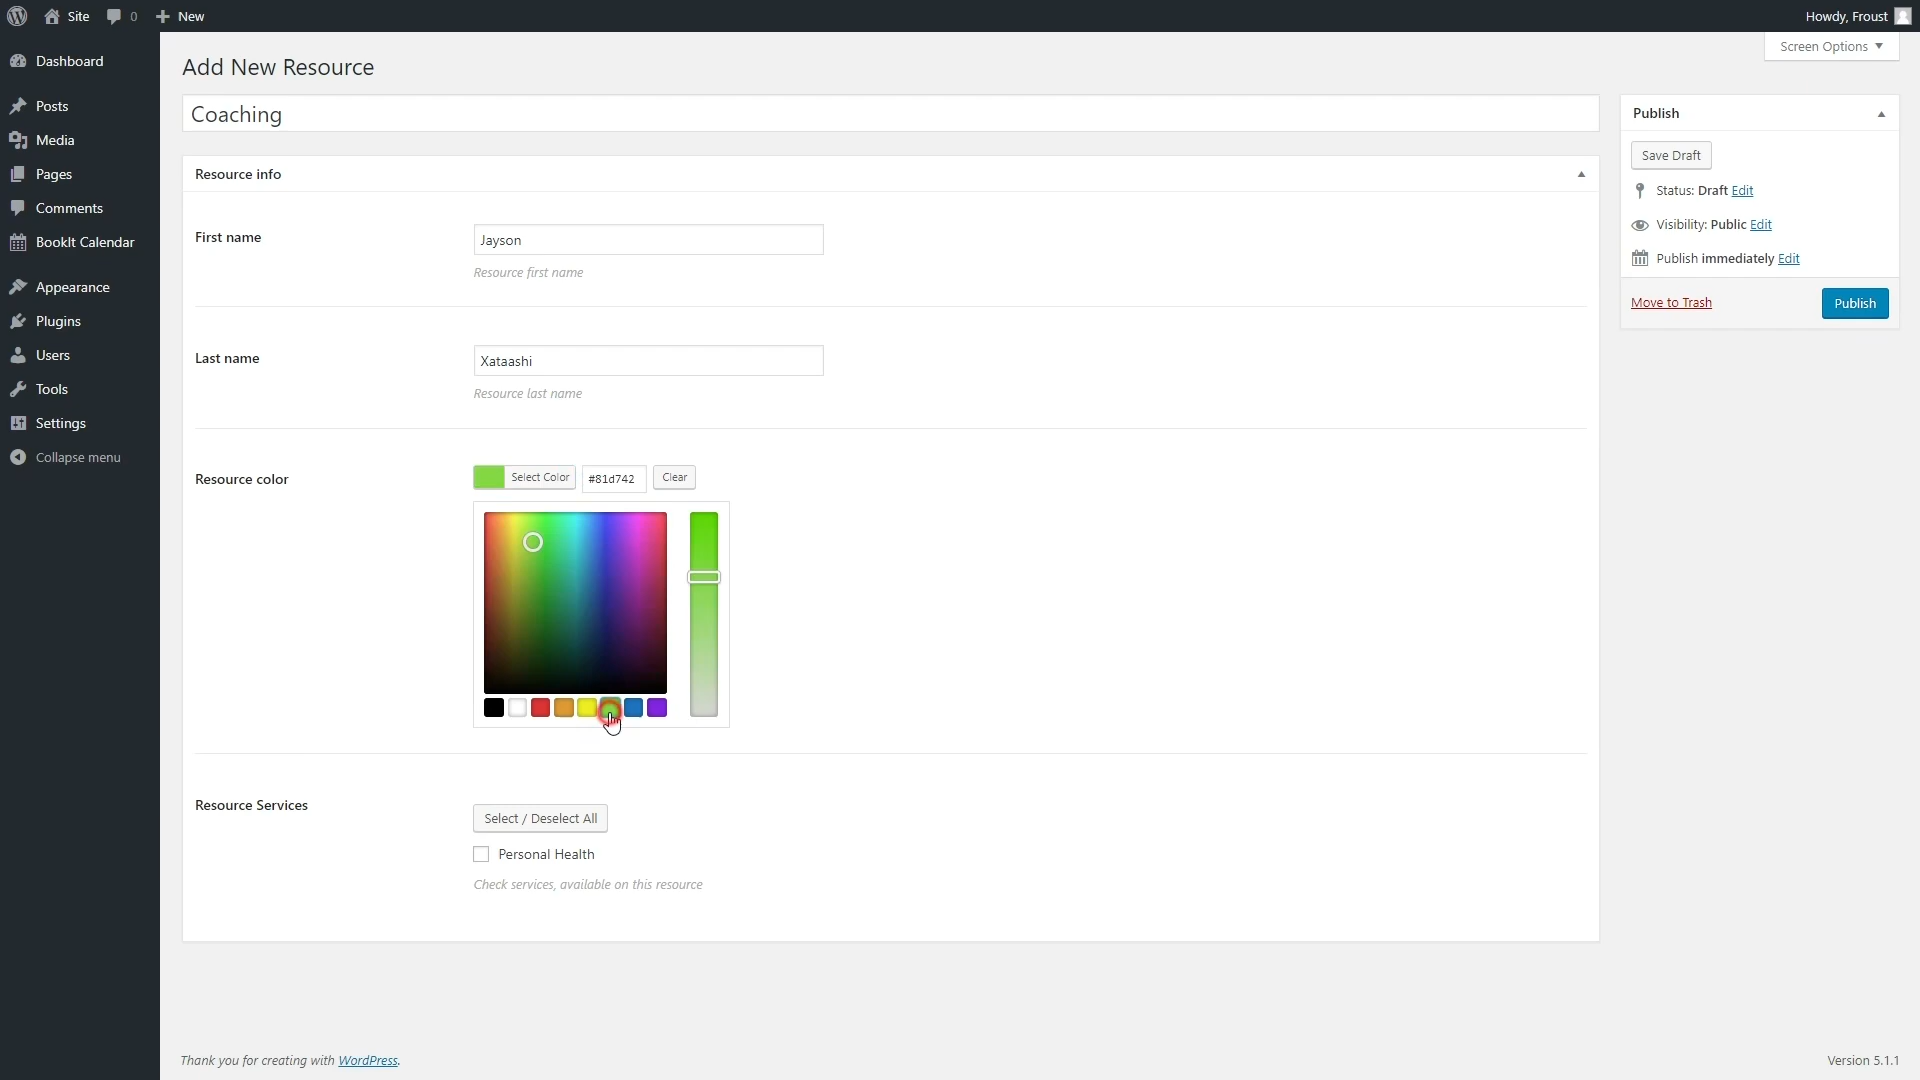 Site
0
New
Howdy, Froust
Screen Options
Dashboard
Posts
Media
Pages
Comments
BookIt Calendar
Appearance
Plugins
Users
Tools
Settings
Collapse menu
Add New Resource
Coaching
Resource info
First name
Jayson
Resource first name
Last name
Xataashi
Resource last name
Resource color
Select Color
#81d742
Clear
Resource Services
Select / Deselect All
Personal Health
Check services, available on this resource
Publish
Save Draft
Status: Draft Edit
Visibility: Public Edit
Publish immediately Edit
Move to Trash
Publish
Thank you for creating with WordPress.
Version 5.1.1